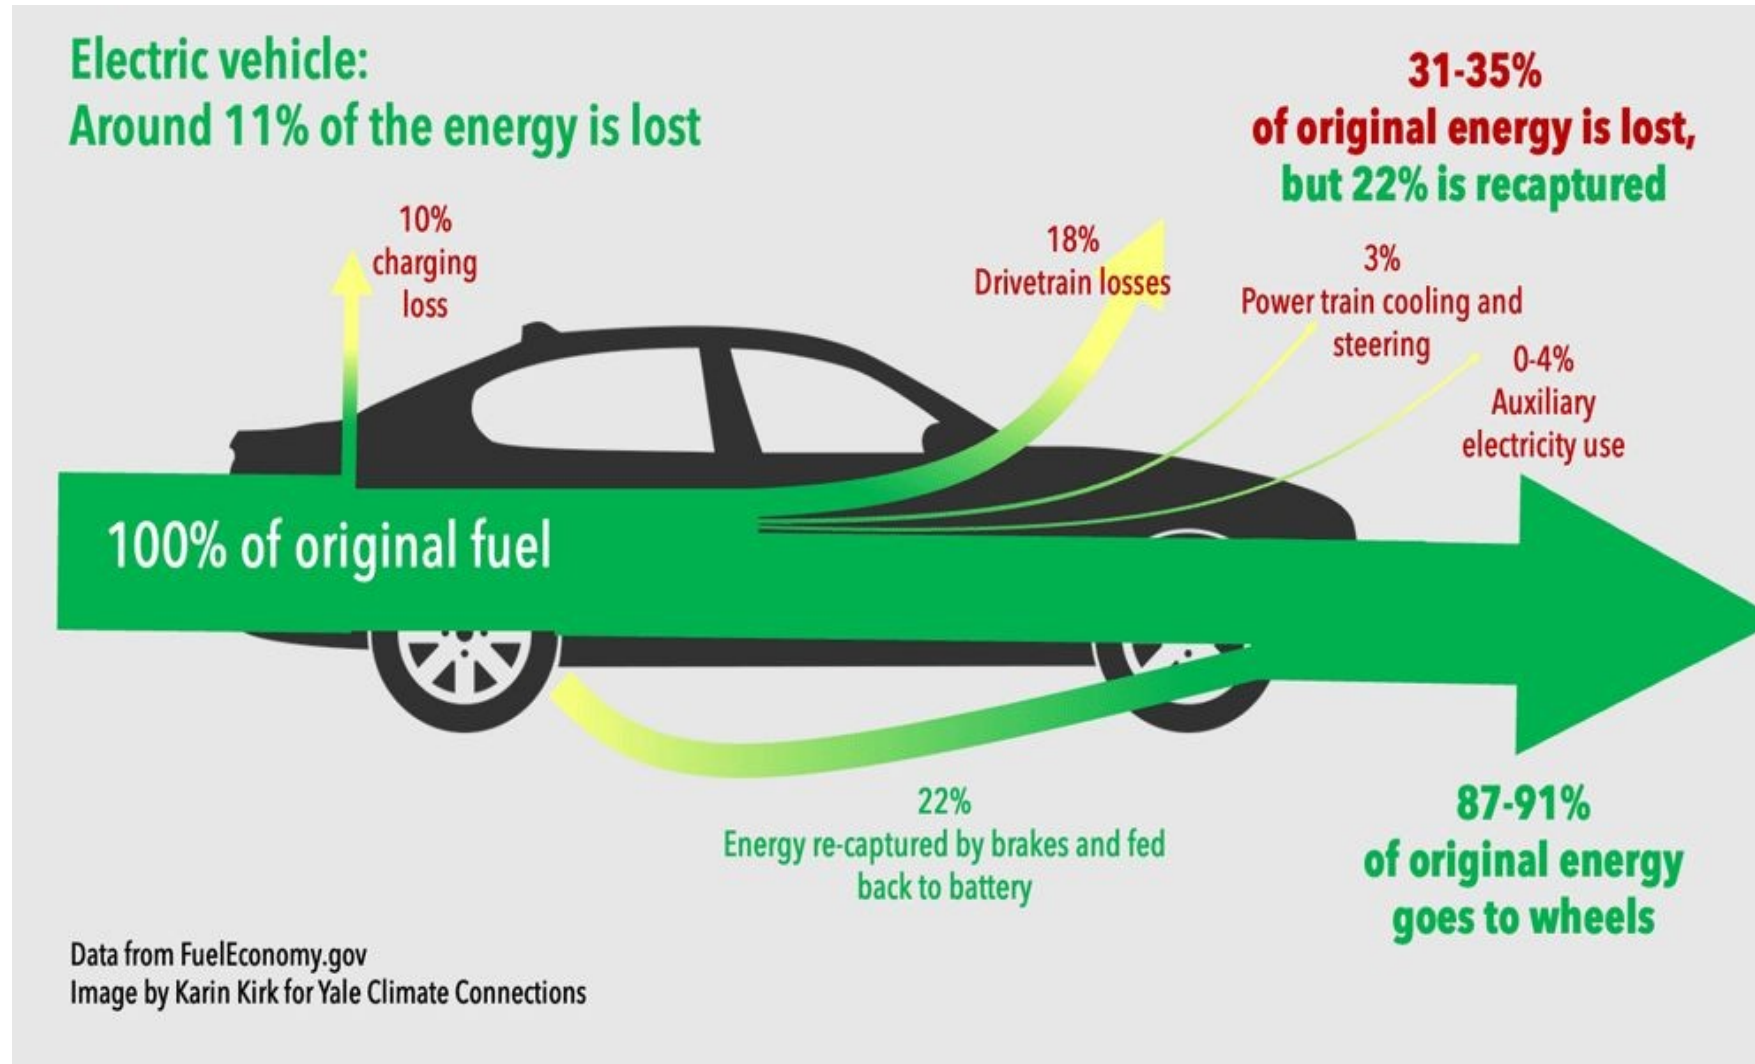 Electric vehicle:
Around 11% of the energy is lost
31-35%
of original energy is lost,
but 22% is recaptured
10%
charging
loss
18%
Drivetrain losses
3%
Power train cooling and
steering
0-4%
Auxiliary
electricity use
100% of original fuel
22%
Energy re-captured by brakes and fed
back to battery
87-91%
of original energy
goes to wheels
Data from FuelEconomy.gov
Image by Karin Kirk for Yale Climate Connections